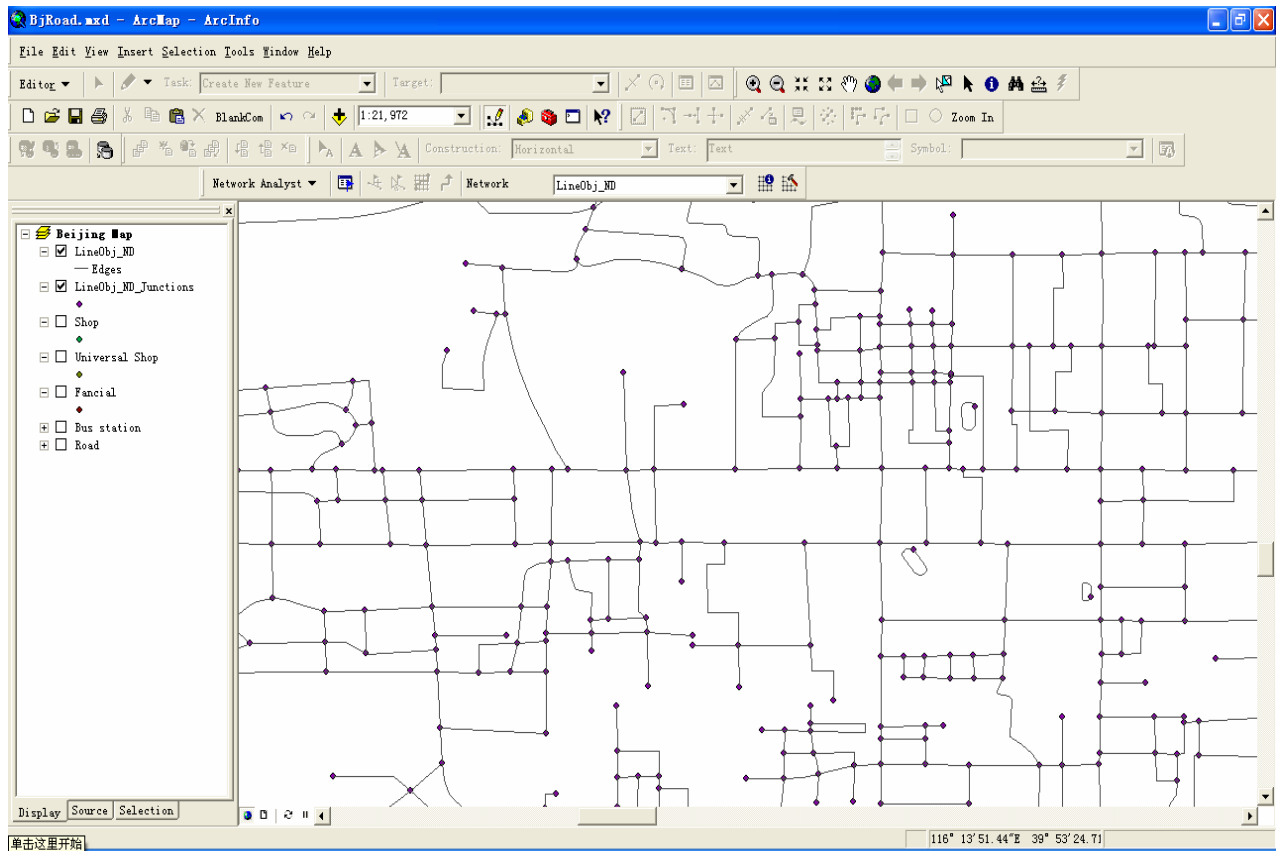 BjRoad.mxd - ArcMap - ArcInfo
File Edit View Insert Selection Tools Window Help
Editor Task: Create New Feature Target:
BlankCom 1:21,972 Zoom In
Construction: Horizontal Text: Text Symbol:
Network Analyst Network LineObj_ND
Beijing Map
LineObj_ND
Edges
LineObj_ND_Junctions
Shop
Universal Shop
Fancial
Bus station
Road
Display Source Selection
116° 13'51.44"E 39° 53'24.71
单击这里开始